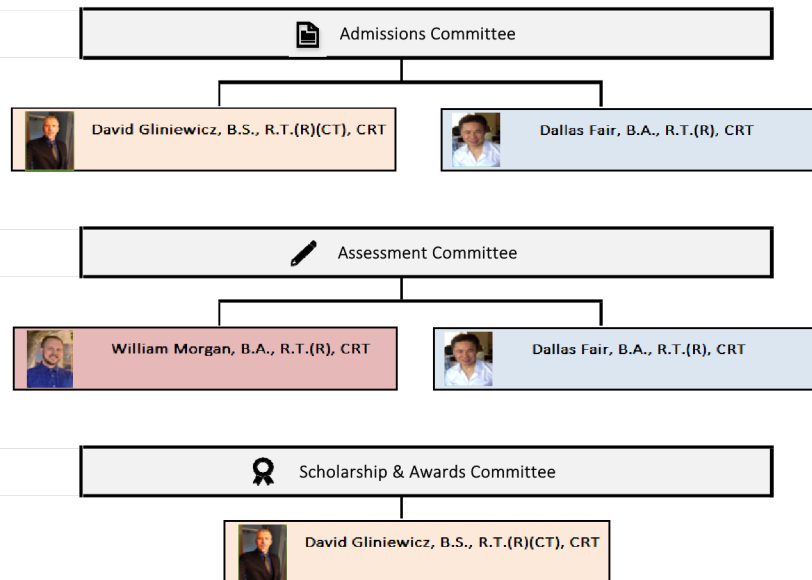 Admissions Committee
David Gliniewicz, B.S., R.T.(R)(CT), CRT
Dallas Fair, B.A., R.T.(R), CRT
Assessment Committee
William Morgan, B.A., R.T.(R), CRT
Dallas Fair, B.A., R.T.(R), CRT
Scholarship & Awards Committee
David Gliniewicz, B.S., R.T.(R)(CT), CRT